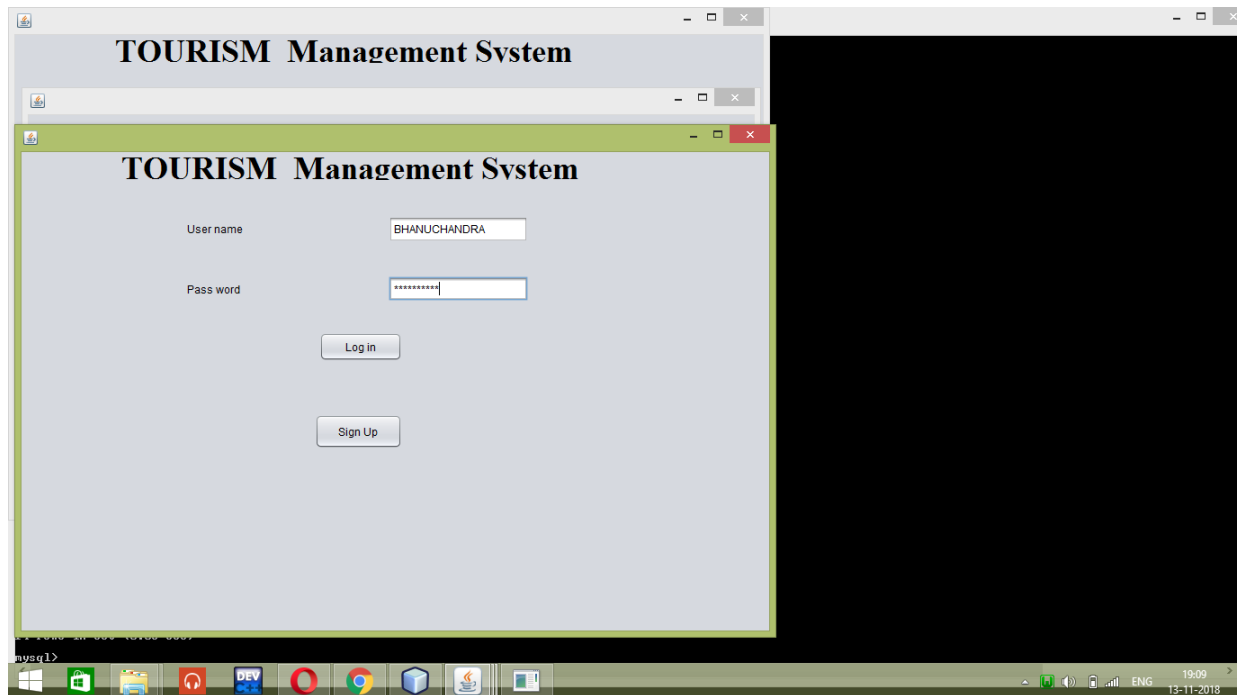 TOURISM Management System
TOURISM Management System
User name BHANUCHANDRA
Pass word **********
Log in
Sign Up
mysql>
DEV
ENG
19:09
13-11-2018